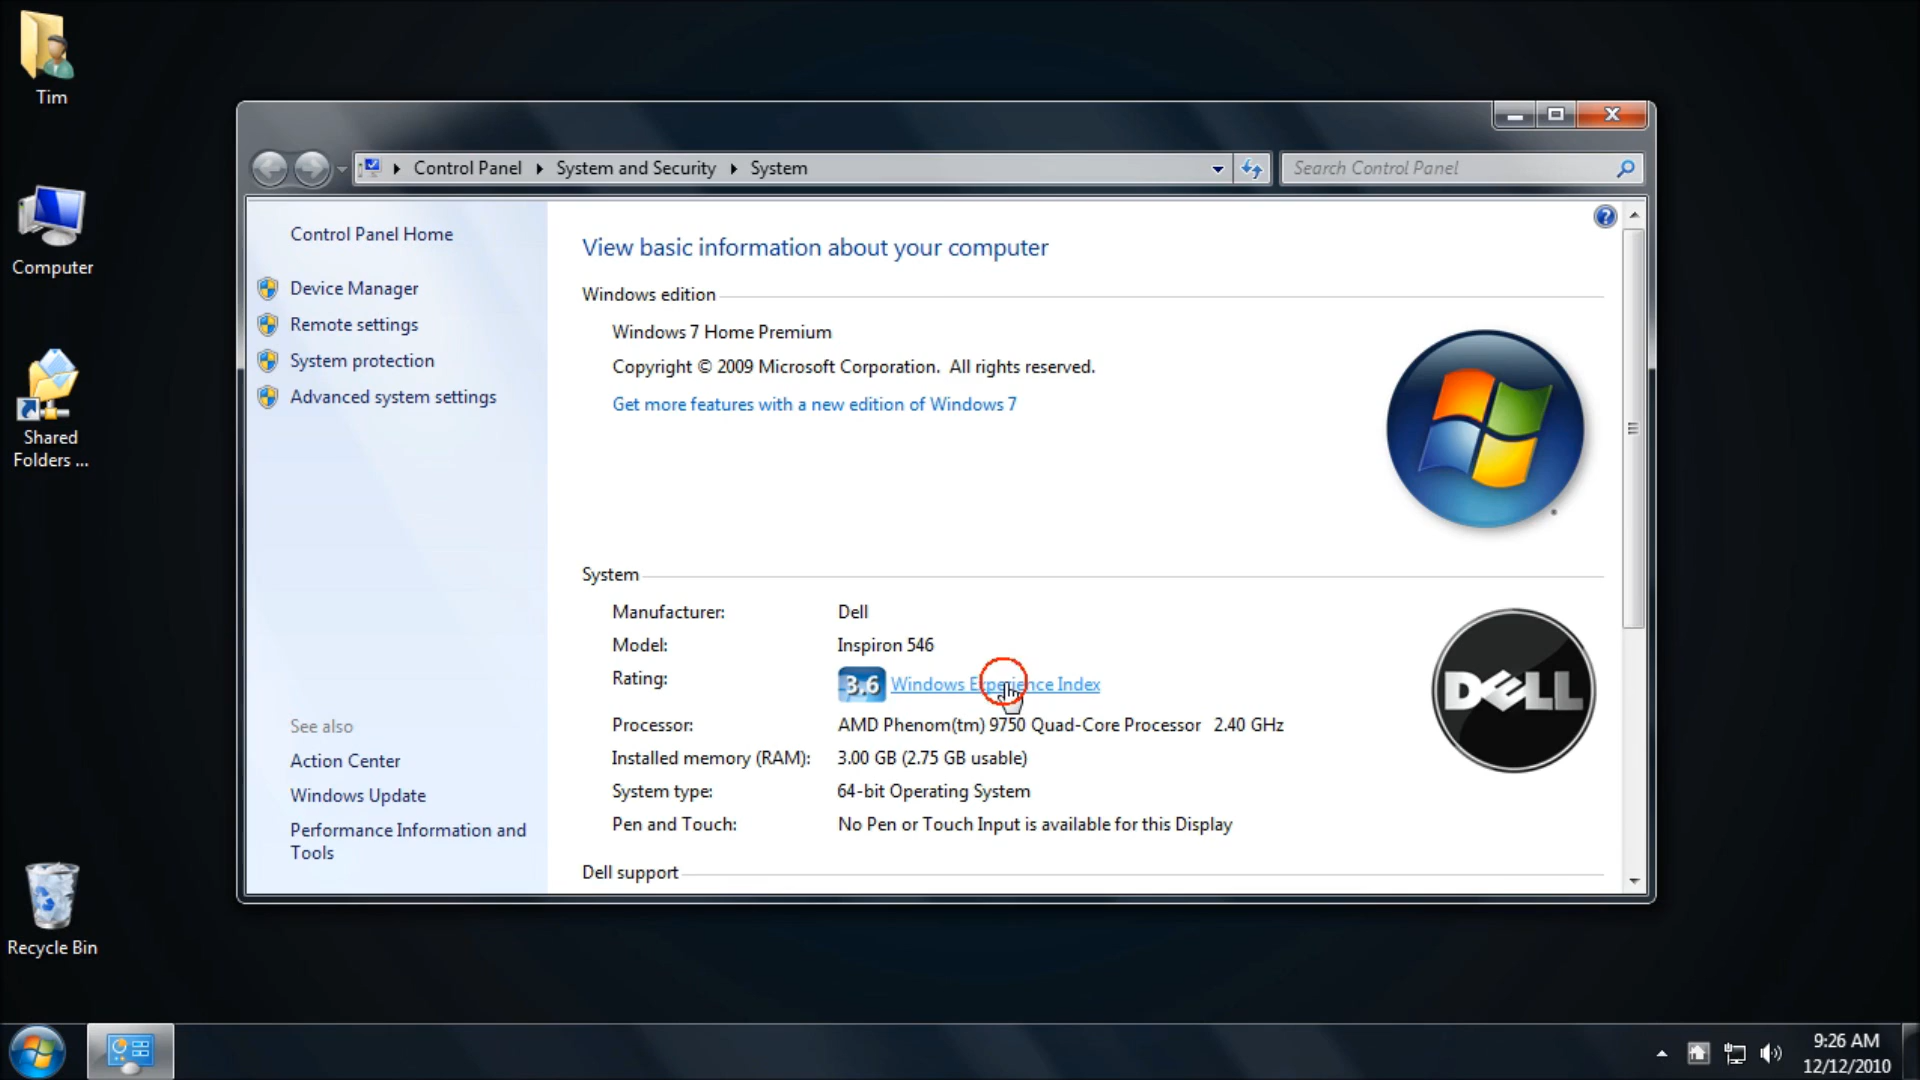 Tim
Computer
Shared
Folders ...
Recycle Bin
Control Panel
System and Security
System
Search Control Panel
Control Panel Home
Device Manager
Remote settings
System protection
Advanced system settings
See also
Action Center
Windows Update
Performance Information and
Tools
View basic information about your computer
Windows edition
Windows 7 Home Premium
Copyright © 2009 Microsoft Corporation.  All rights reserved.
Get more features with a new edition of Windows 7
System
Manufacturer: Dell
Model: Inspiron 546
Rating: 3.6 Windows Experience Index
Processor: AMD Phenom(tm) 9750 Quad-Core Processor 2.40 GHz
Installed memory (RAM): 3.00 GB (2.75 GB usable)
System type: 64-bit Operating System
Pen and Touch: No Pen or Touch Input is available for this Display
DELL
Dell support
9:26 AM
12/12/2010